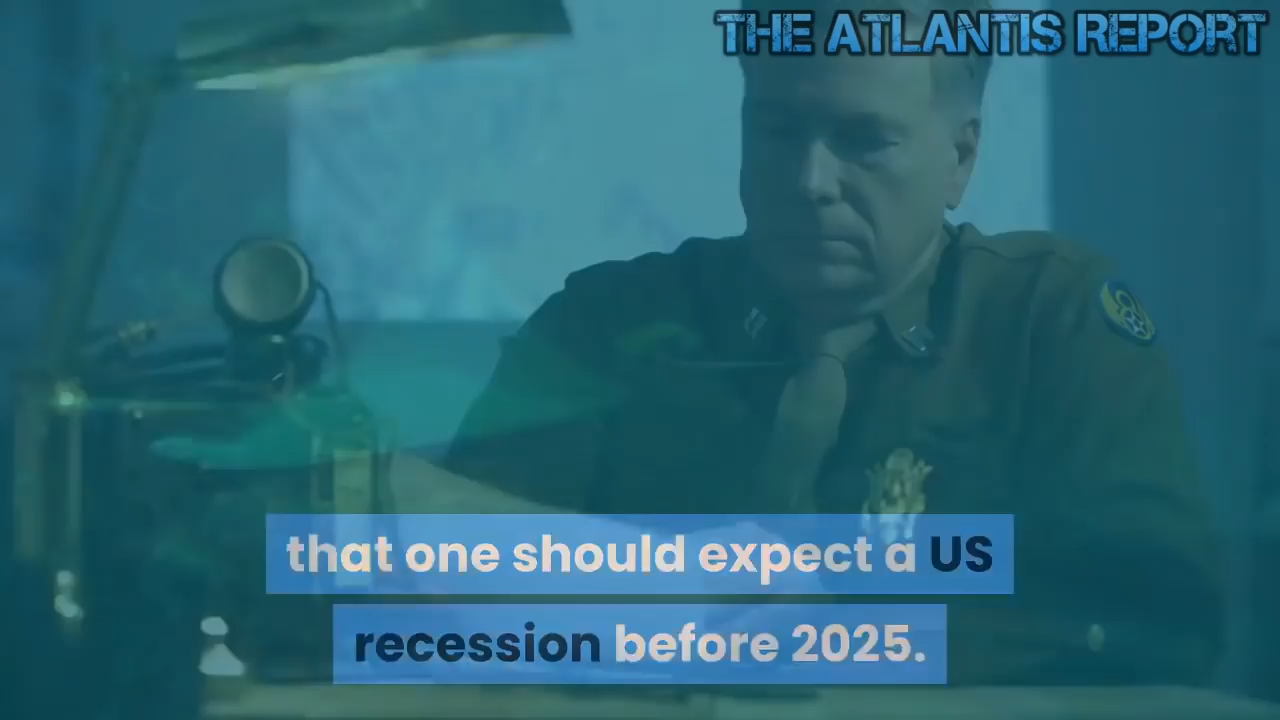 THE ATLANTIS REPORT
that one should expect a US
recession before 2025.